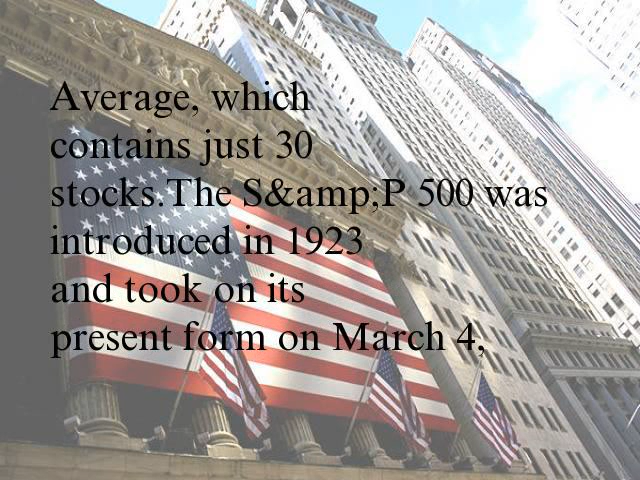 Average, which
contains just 30
stocks.The S&amp;P 500 was
introduced in 1923
and took on its
present form on March 4,